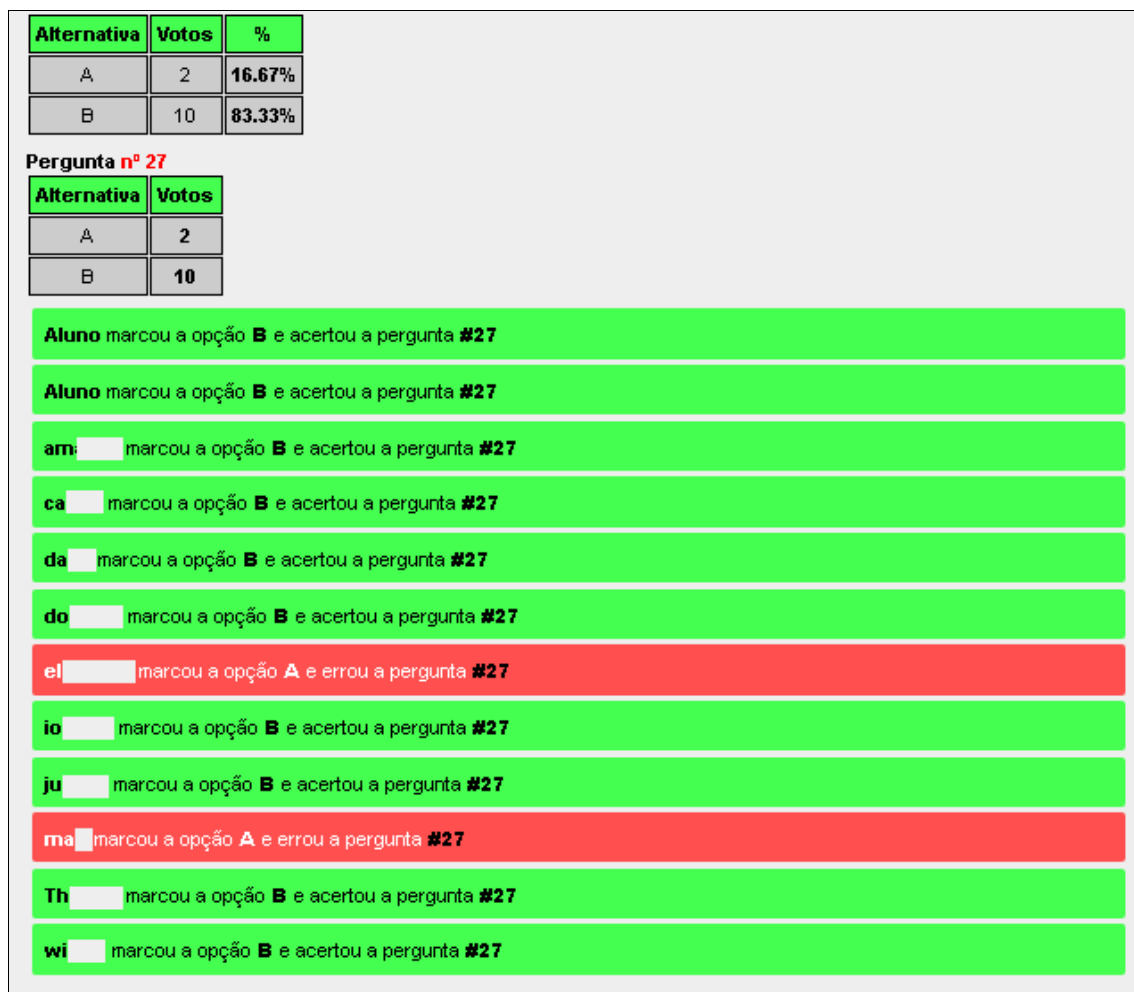 Alternativa Votos %
A 2 16.67%
B 10 83.33%
Pergunta nº 27
Alternativa Votos
A 2
B 10
Aluno marcou a opção B e acertou a pergunta #27
Aluno marcou a opção B e acertou a pergunta #27
marcou a opção B e acertou a pergunta #27
ca marcou a opção B e acertou a pergunta #27
da marcou a opção B e acertou a pergunta #27
do marcou a opção B e acertou a pergunta #27
el marcou a opção A e errou a pergunta #27
io marcou a opção B e acertou a pergunta #27
ju marcou a opção B e acertou a pergunta #27
ma marcou a opção A e errou a pergunta #27
Th marcou a opção B e acertou a pergunta #27
wi marcou a opção B e acertou a pergunta #27